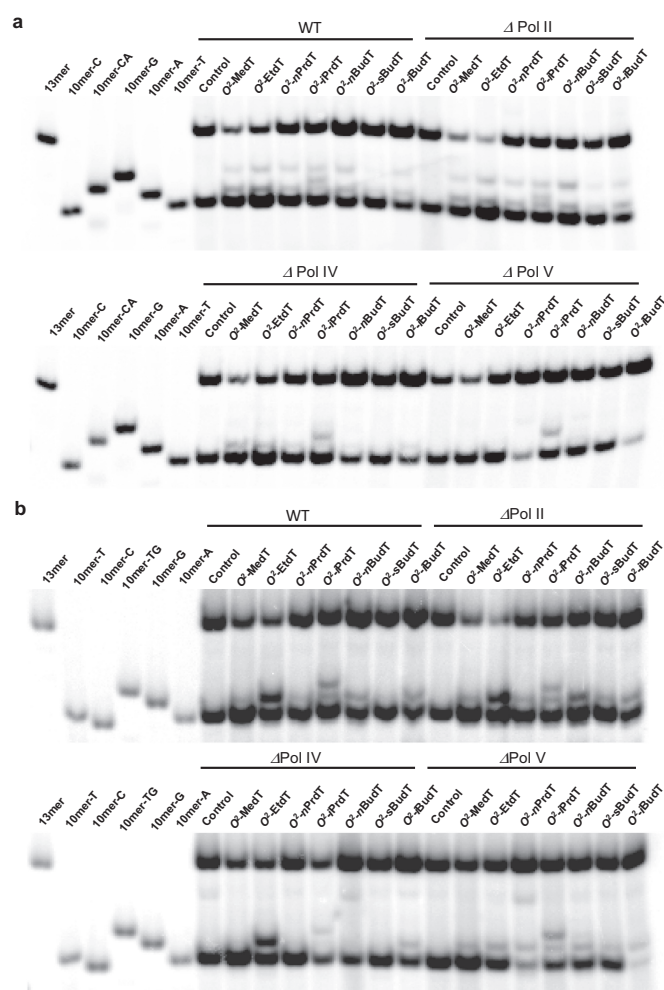 a
WT Δ Pol II
13mer 10mer-C 10mer-CA 10mer-G 10mer-A 10mer-T Control O²-MedT O²-EtdT O²-nPrdT O²-iPrdT O²-nBudT O²-sBudT O²-iBudT Control O²-MedT O²-EtdT O²-nPrdT O²-iPrdT O²-nBudT O²-sBudT O²-iBudT
Δ Pol IV Δ Pol V
13mer 10mer-C 10mer-CA 10mer-G 10mer-A 10mer-T Control O²-MedT O²-EtdT O²-nPrdT O²-iPrdT O²-nBudT O²-sBudT O²-iBudT Control O²-MedT O²-EtdT O²-nPrdT O²-iPrdT O²-nBudT O²-sBudT O²-iBudT
b
WT ΔPol II
13mer 10mer-T 10mer-C 10mer-TG 10mer-G 10mer-A Control O²-MedT O²-EtdT O²-nPrdT O²-iPrdT O²-nBudT O²-sBudT O²-iBudT Control O²-MedT O²-EtdT O²-nPrdT O²-iPrdT O²-nBudT O²-sBudT O²-iBudT
ΔPol IV ΔPol V
13mer 10mer-T 10mer-C 10mer-TG 10mer-G 10mer-A Control O²-MedT O²-EtdT O²-nPrdT O²-iPrdT O²-nBudT O²-sBudT O²-iBudT Control O²-MedT O²-EtdT O²-nPrdT O²-iPrdT O²-nBudT O²-sBudT O²-iBudT